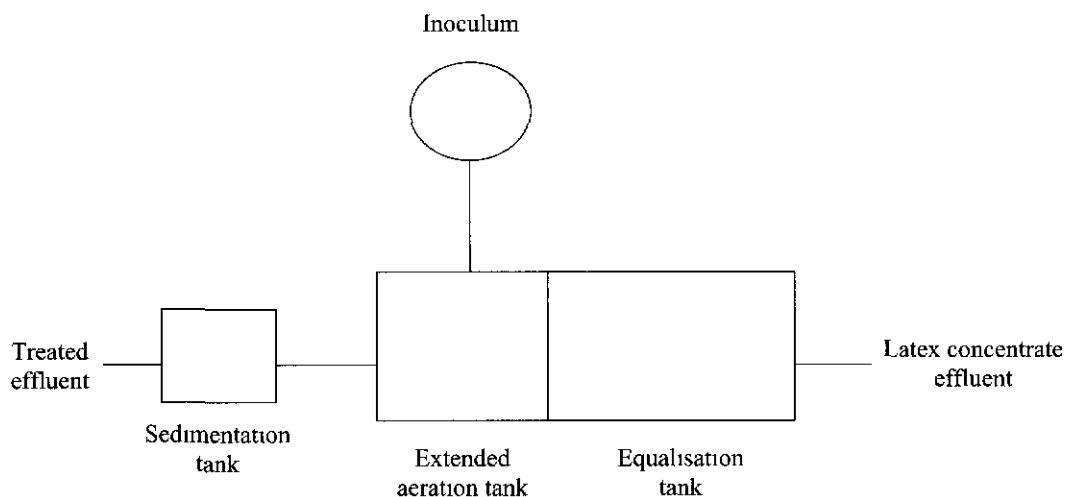 Inoculum
Treated
effluent
Latex concentrate
effluent
Sedimentation
tank
Extended
aeration tank
Equalisation
tank